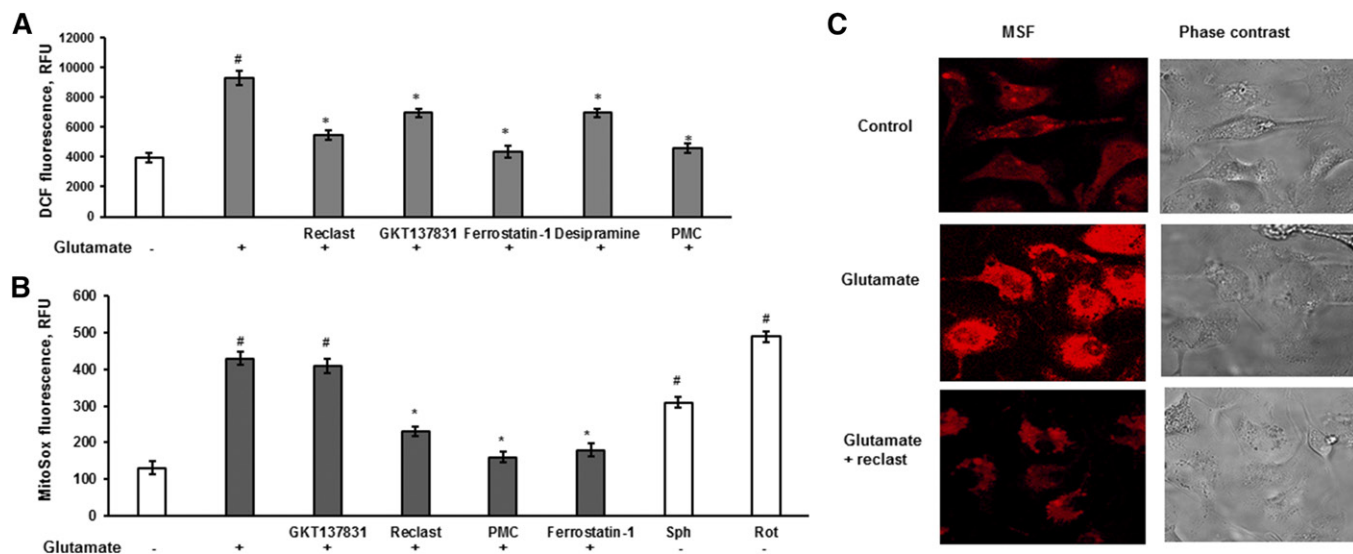 A
DCF fluorescence, RFU
12000
10000
8000
6000
4000
2000
0
#
*
*
*
*
*
Reclast GKT137831 Ferrostatin-1 Desipramine PMC
Glutamate - + + + + + +
B
MitoSox fluorescence, RFU
600
500
400
300
200
100
0
#
#
*
*
*
#
#
GKT137831 Reclast PMC Ferrostatin-1 Sph Rot
Glutamate - + + + + + - -
C
MSF Phase contrast
Control
Glutamate
Glutamate
+ reclast